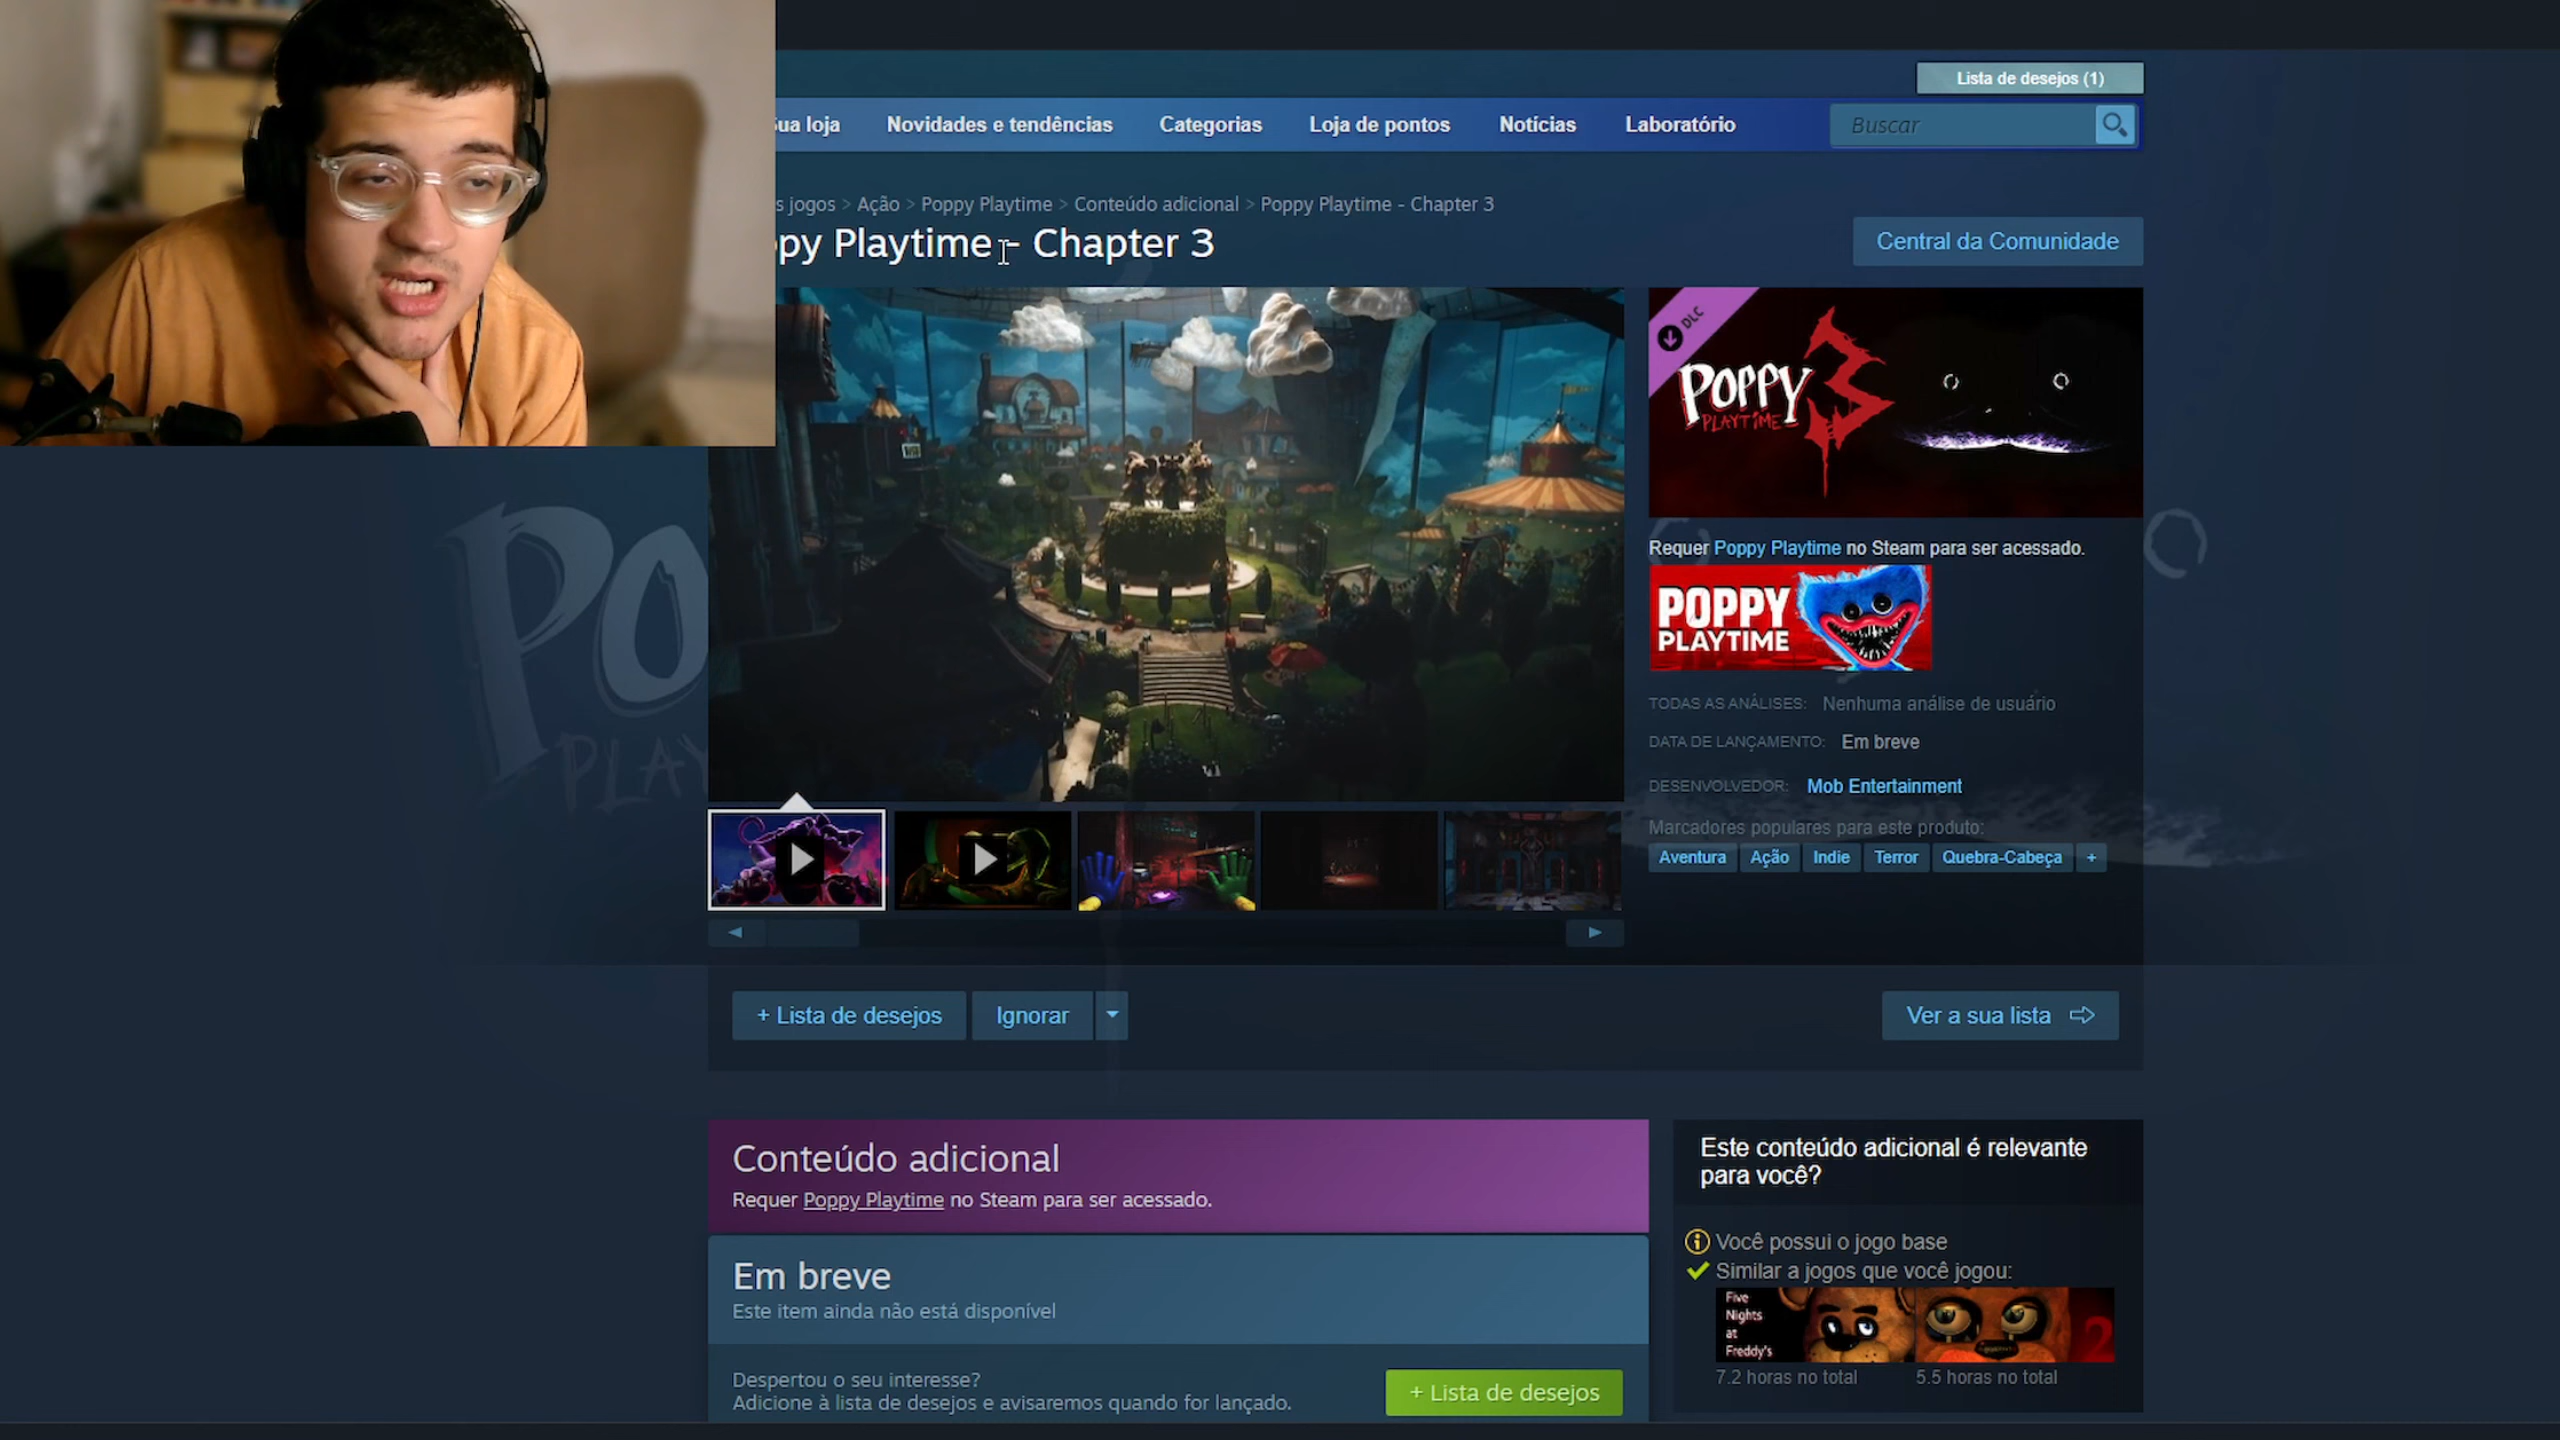 Lista de desejos (1)
ua loja Novidades e tendências Categorias Loja de pontos Notícias Laboratório Buscar
s jogos > Ação > Poppy Playtime > Conteúdo adicional > Poppy Playtime - Chapter 3
py Playtime - Chapter 3
Central da Comunidade
DLC
POPPY 3
PLAYTIME
Requer Poppy Playtime no Steam para ser acessado.
POPPY
PLAYTIME
TODAS AS ANÁLISES: Nenhuma análise de usuário
DATA DE LANÇAMENTO: Em breve
DESENVOLVEDOR: Mob Entertainment
Marcadores populares para este produto:
Aventura Ação Indie Terror Quebra-Cabeça +
PO
PLAY
+ Lista de desejos Ignorar Ver a sua lista
Conteúdo adicional
Requer Poppy Playtime no Steam para ser acessado.
Em breve
Este item ainda não está disponível
Despertou o seu interesse?
Adicione à lista de desejos e avisaremos quando for lançado.
+ Lista de desejos
Este conteúdo adicional é relevante
para você?
Você possui o jogo base
Similar a jogos que você jogou:
Five
Nights
at
Freddy's
2
7.2 horas no total 5.5 horas no total